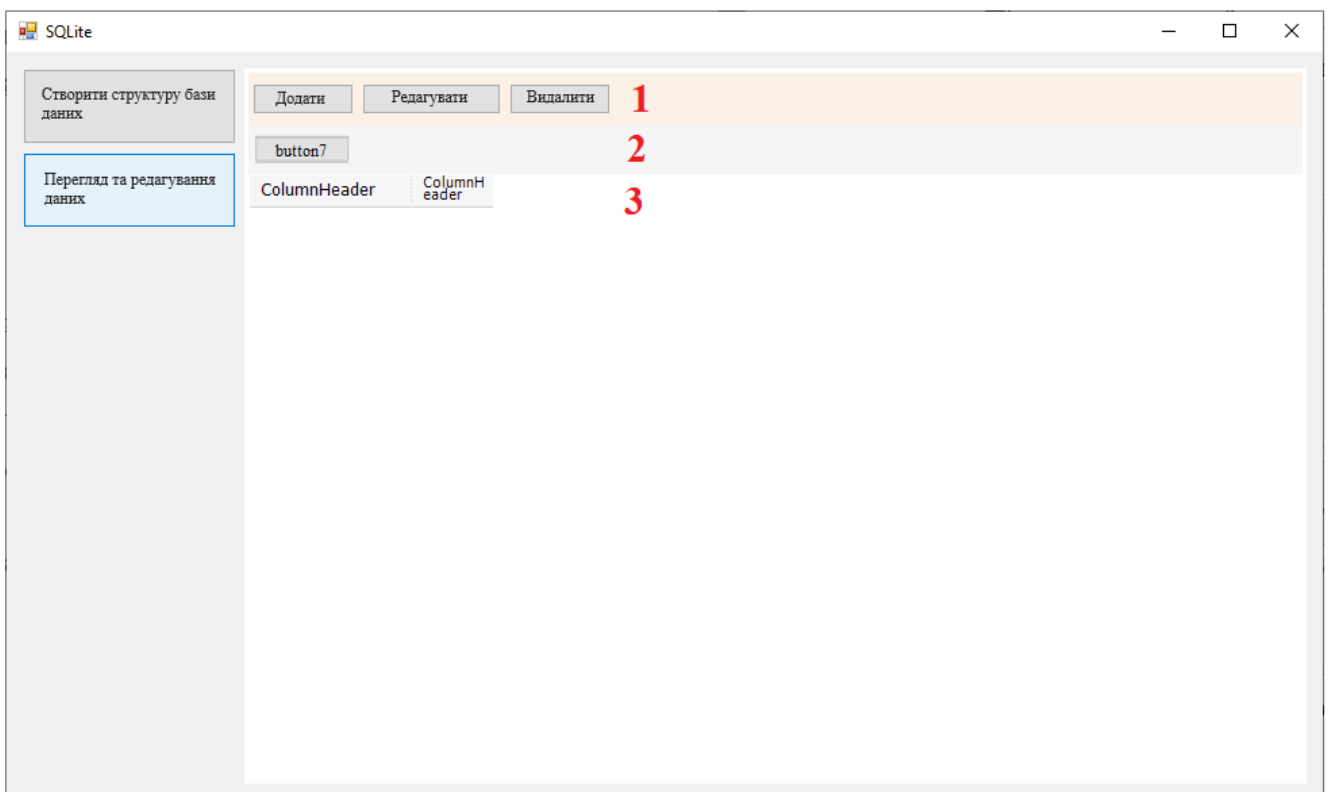 SQLite
Створити структуру бази
даних
Перегляд та редагування
даних
Додати Редагувати Видалити 1
button7 2
ColumnHeader ColumnH
eader
3